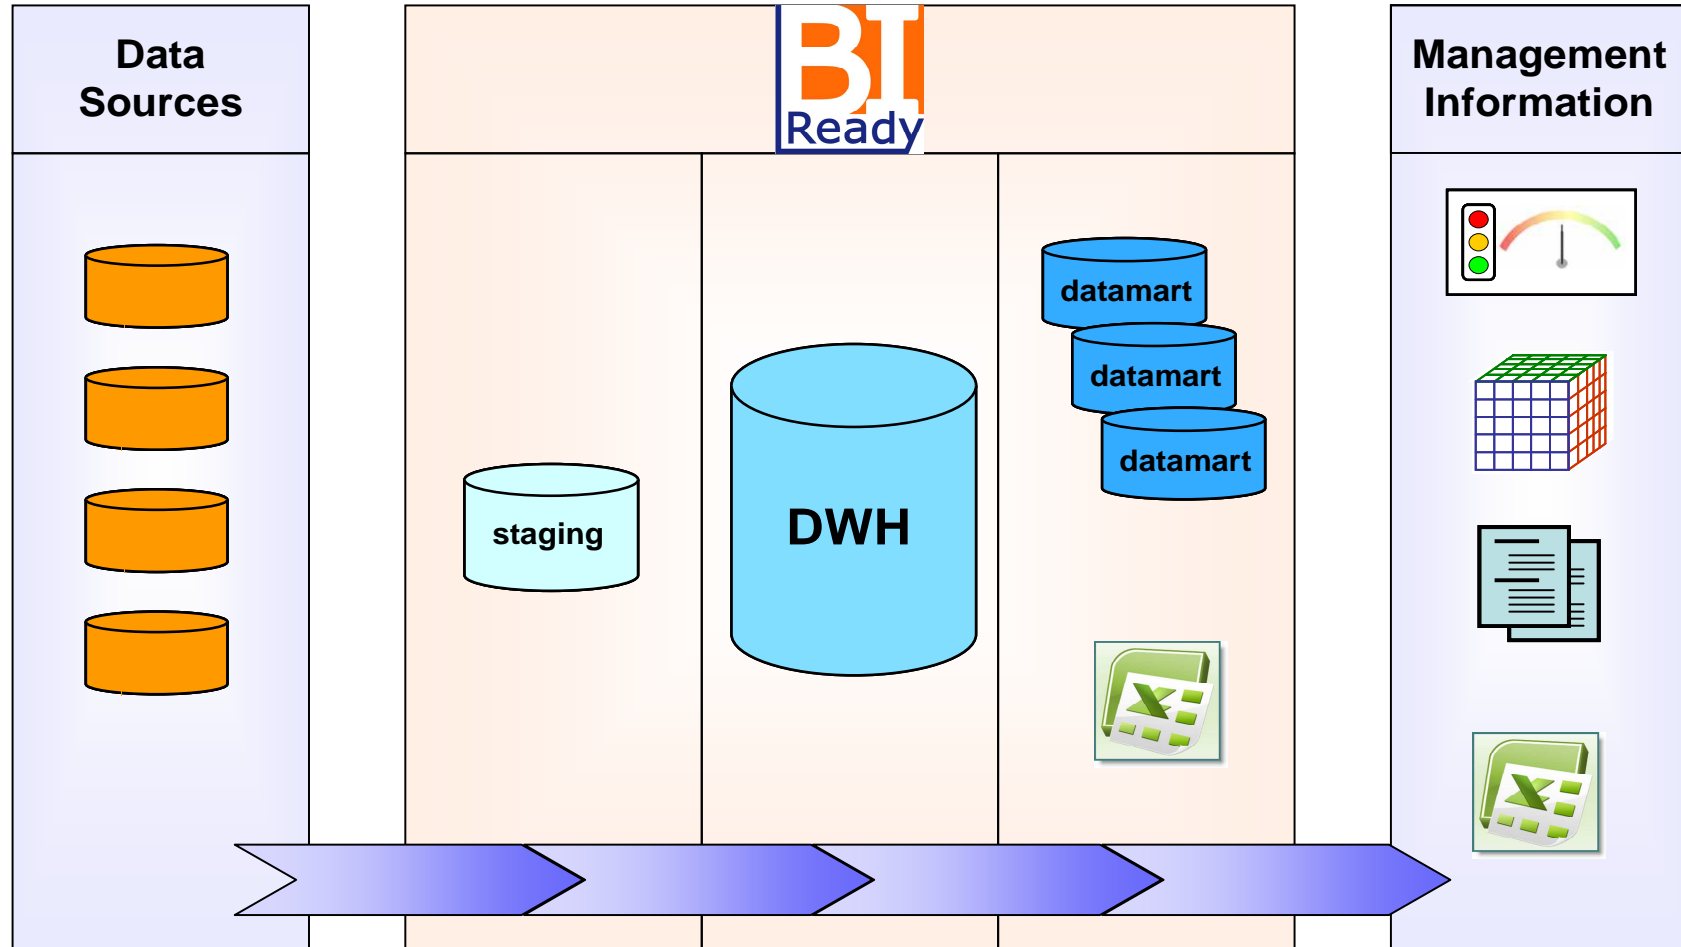 Data
Sources
BI
Ready
Management
Information
staging
DWH
datamart
datamart
datamart